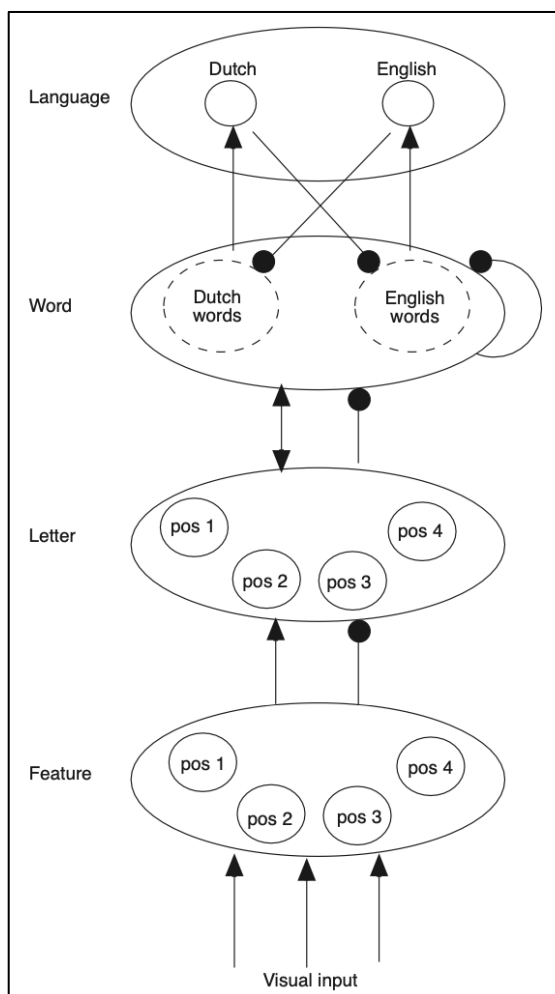 Dutch English
Language
Word
Dutch
words
English
words
Letter
pos 1
pos 2
pos 3
pos 4
Feature
pos 1
pos 2
pos 3
pos 4
Visual input